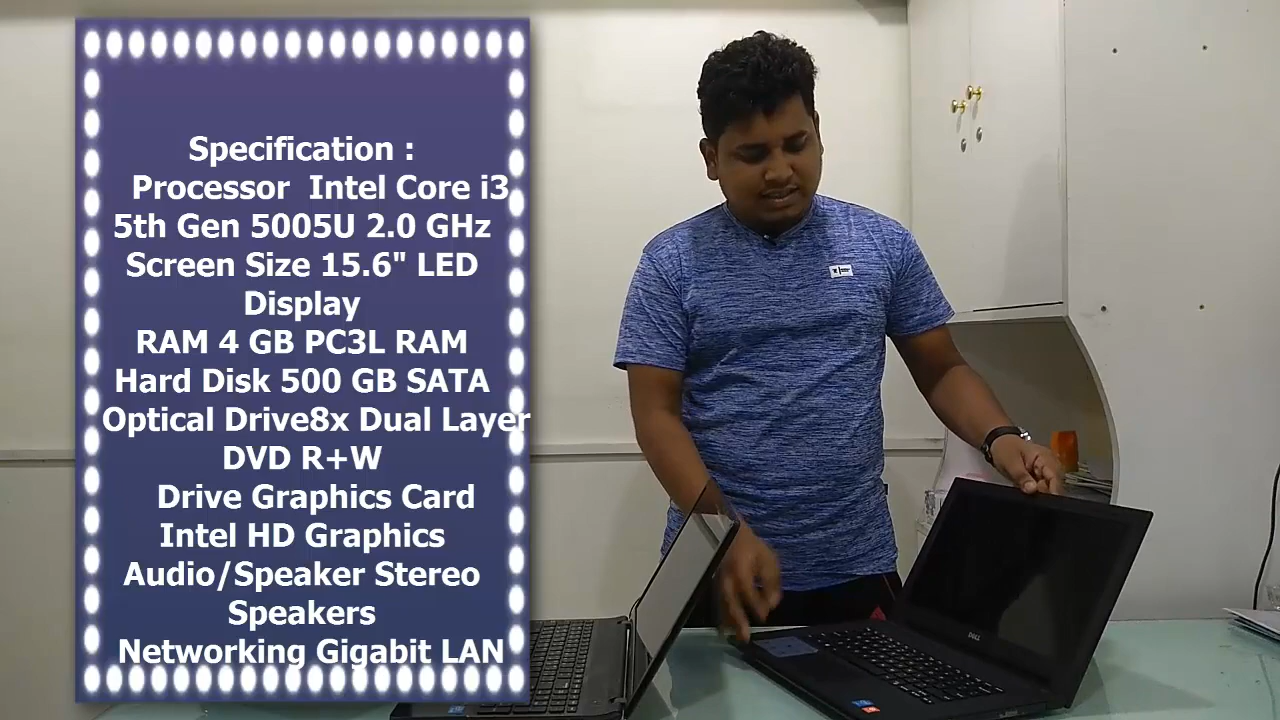 Specification :
Processor  Intel Core i3
5th Gen 5005U 2.0 GHz
Screen Size 15.6" LED
Display
RAM 4 GB PC3L RAM
Hard Disk 500 GB SATA
Optical Drive8x Dual Layer
DVD R+W
Drive Graphics Card
Intel HD Graphics
Audio/Speaker Stereo
Speakers
Networking Gigabit LAN
DELL